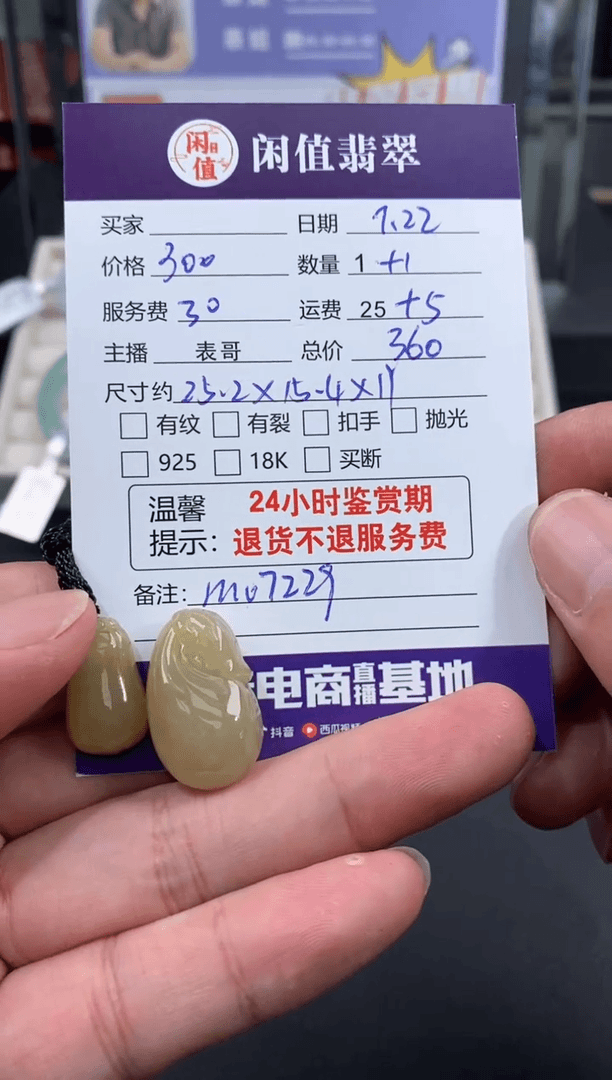 闲值
闲值翡翠
买家 日期 7.22
价格 300 数量 1 +1
服务费 30 运费 25 +5
主播 表哥 总价 360
尺寸约 25.2×15.4×11
有纹 有裂 扣手 抛光
925 18K 买断
温馨 24小时鉴赏期
提示: 退货不退服务费
备注: m07229
电商直播基地
抖音 西瓜视频